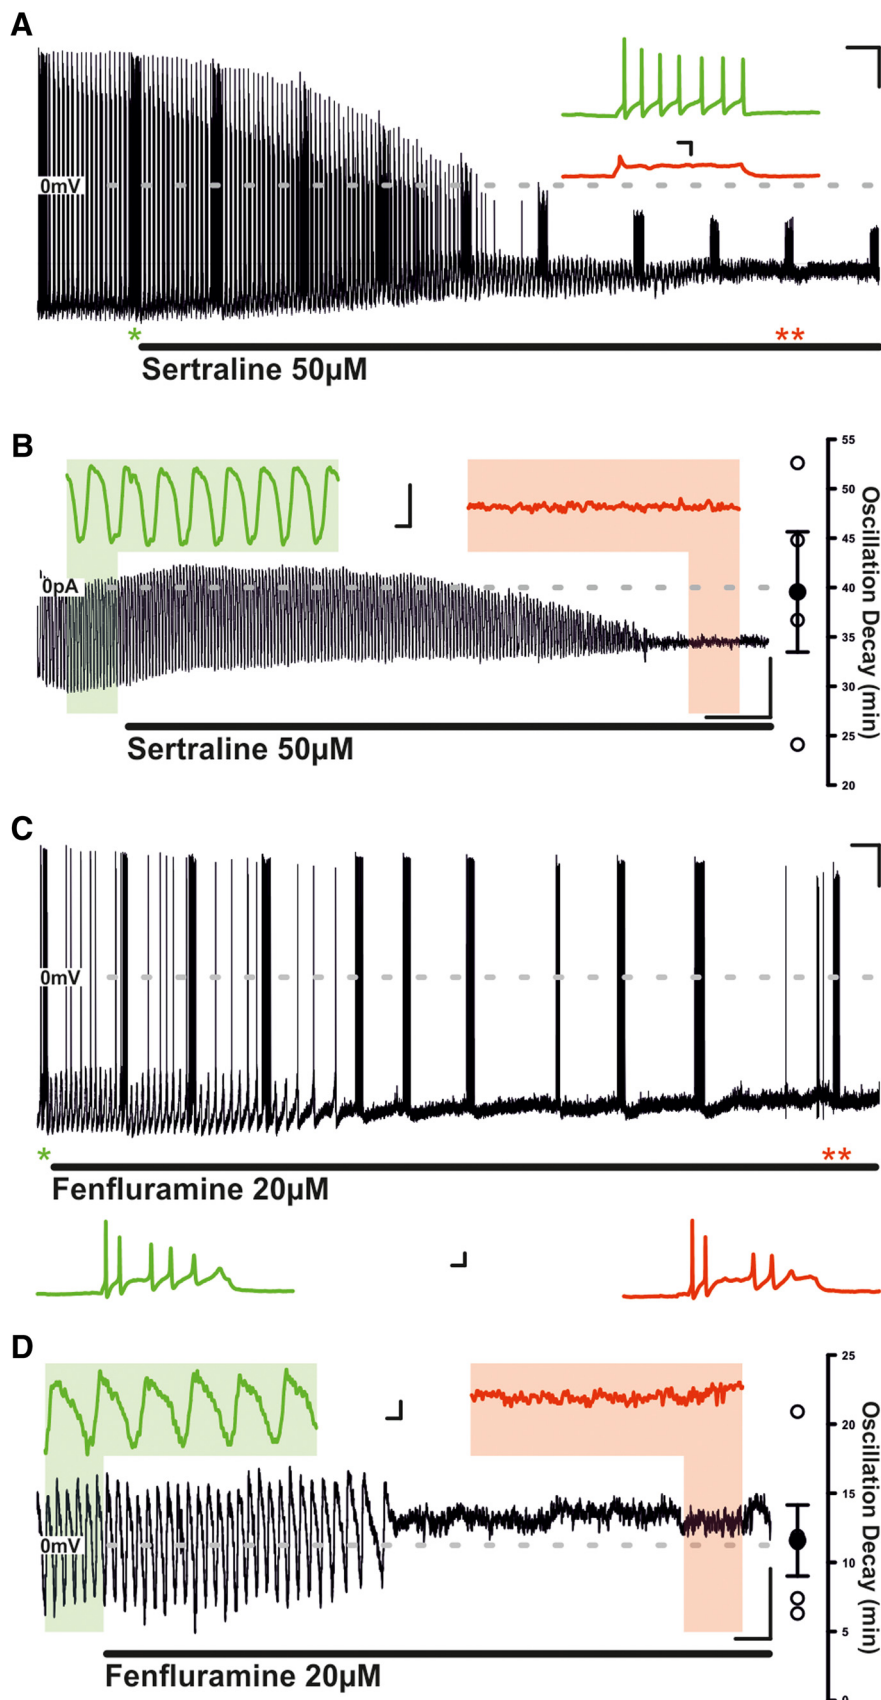 A
0mV
*
**
Sertraline 50µM
B
0pA
Sertraline 50µM
55
50
45
40
35
30
25
20
Oscillation Decay (min)
C
0mV
*
**
Fenfluramine 20µM
D
0mV
Fenfluramine 20µM
25
20
15
10
5
0
Oscillation Decay (min)